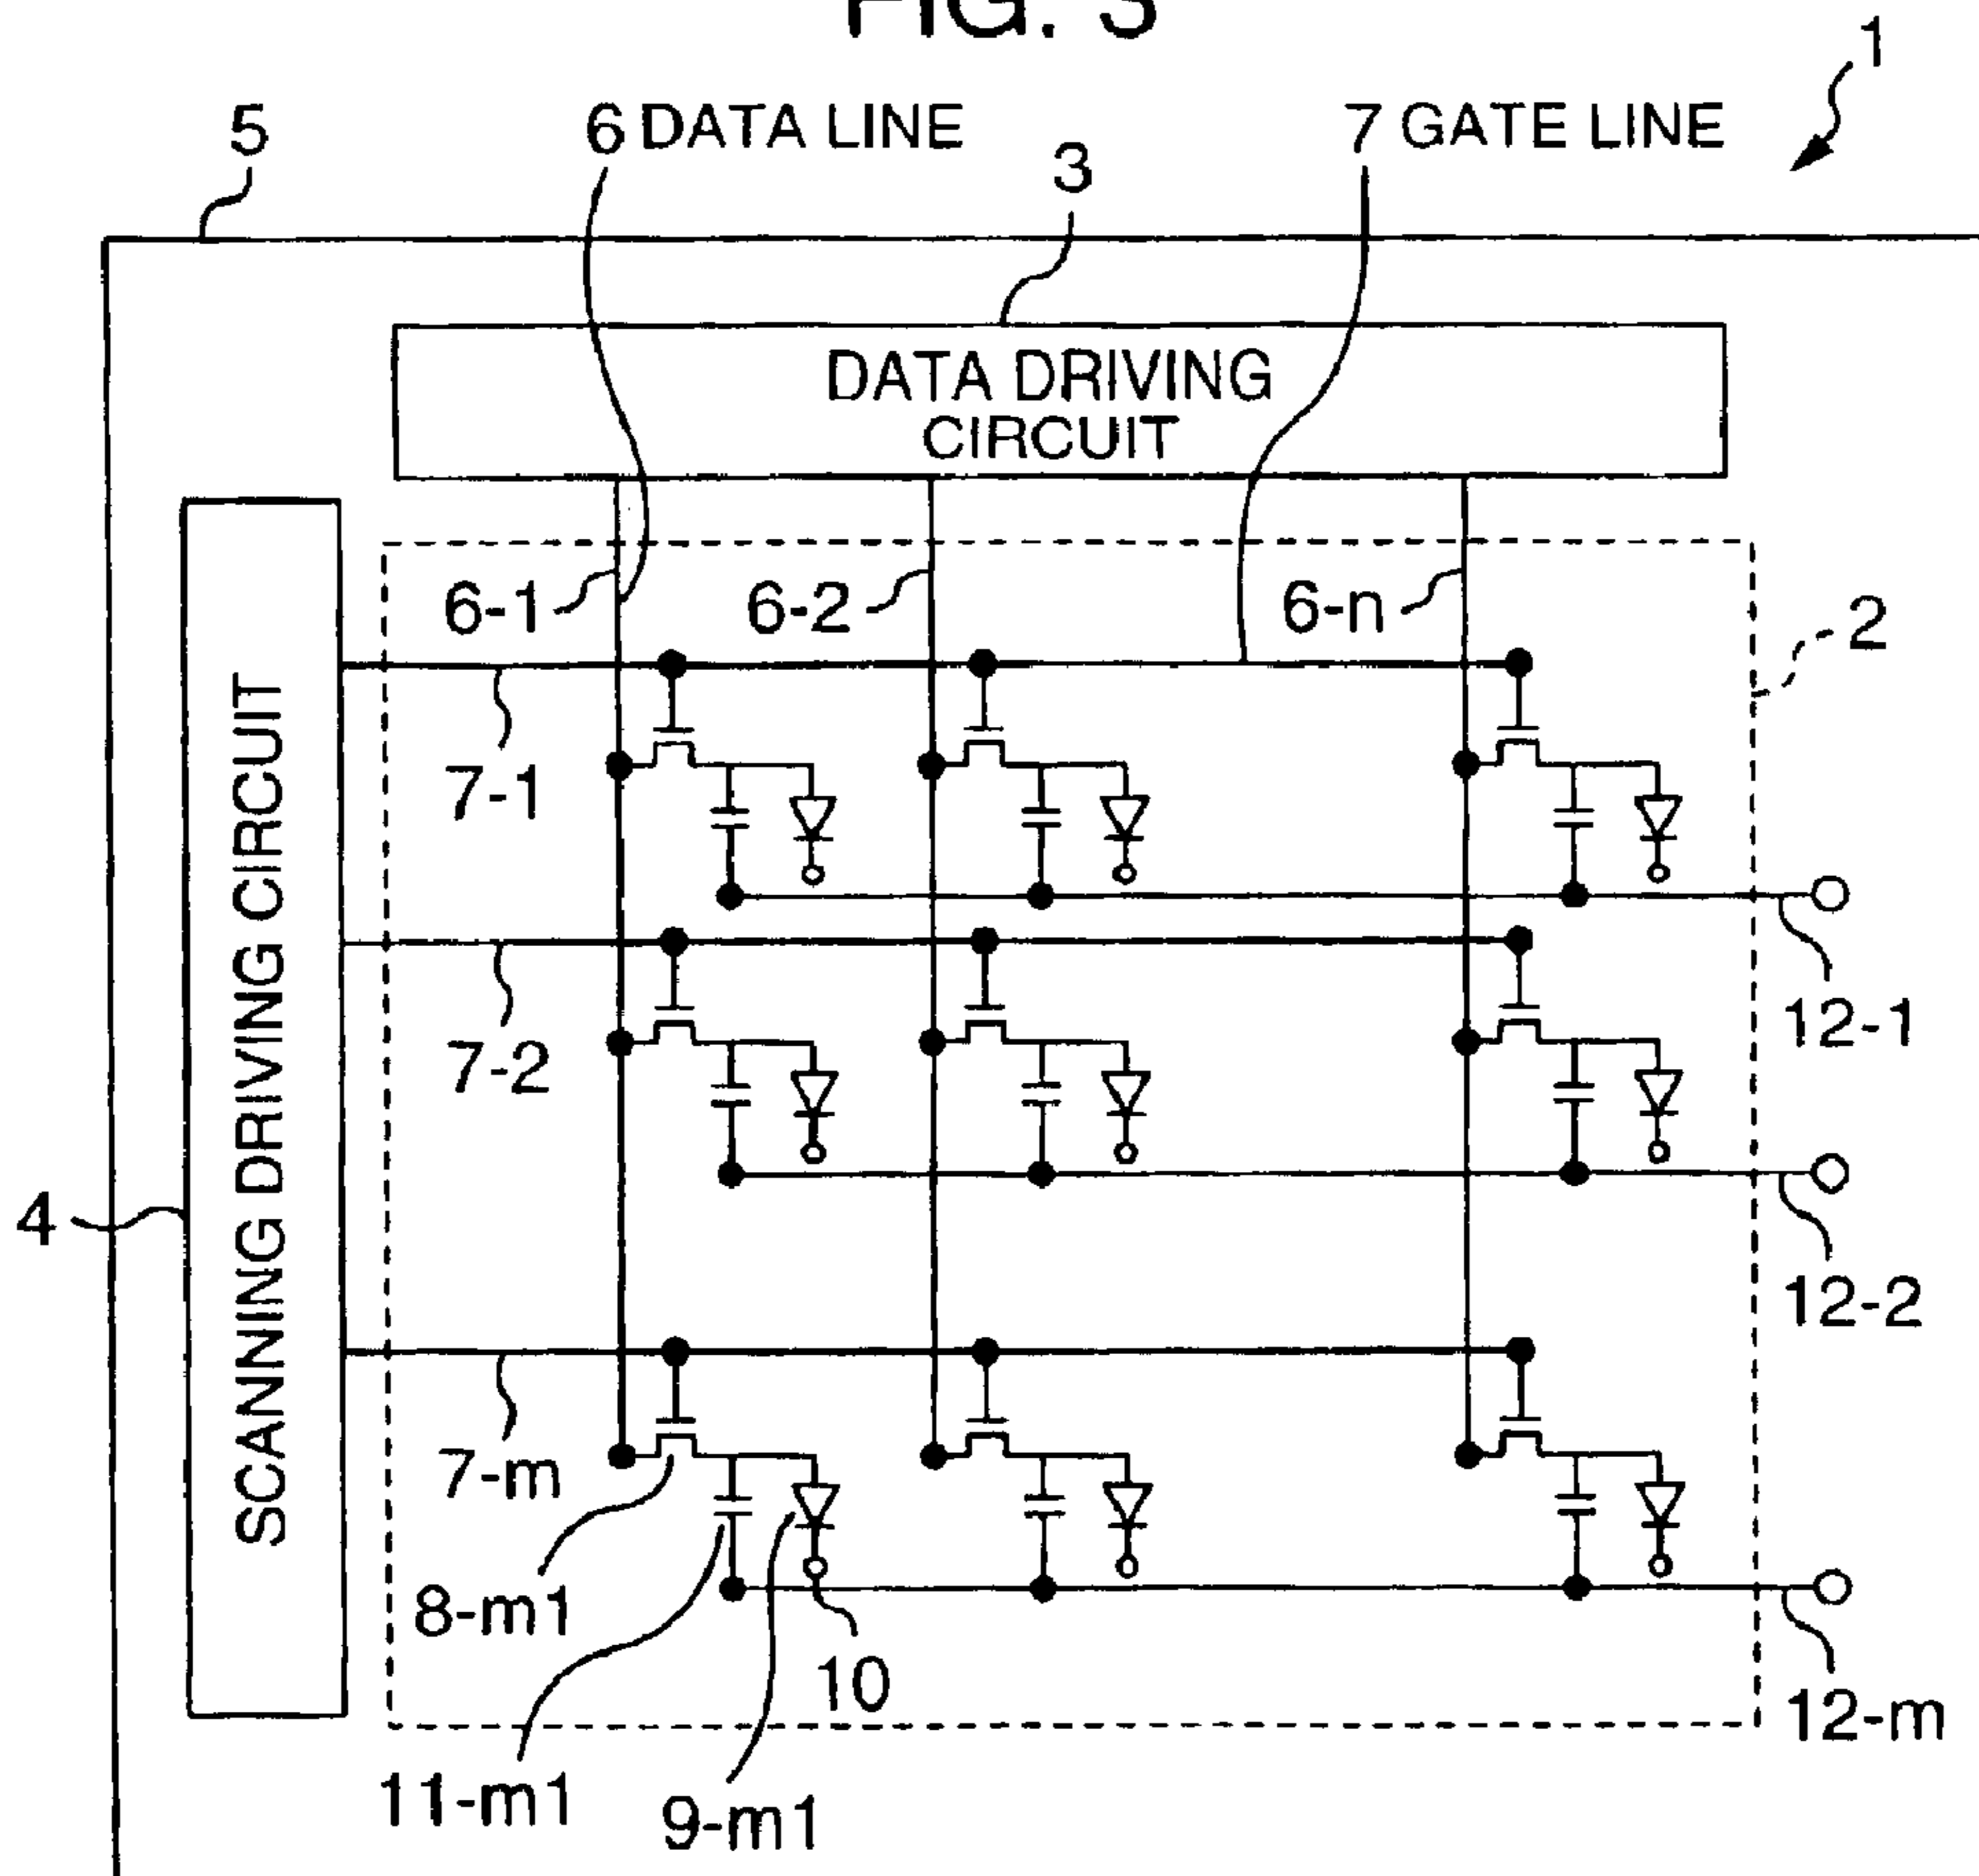 FIG. 3
1
5
6 DATA LINE
7 GATE LINE
3
DATA DRIVING
CIRCUIT
6-1
6-2
6-n
2
7-1
SCANNING DRIVING CIRCUIT
12-1
7-2
4
12-2
7-m
8-m1
10
12-m
11-m1
9-m1